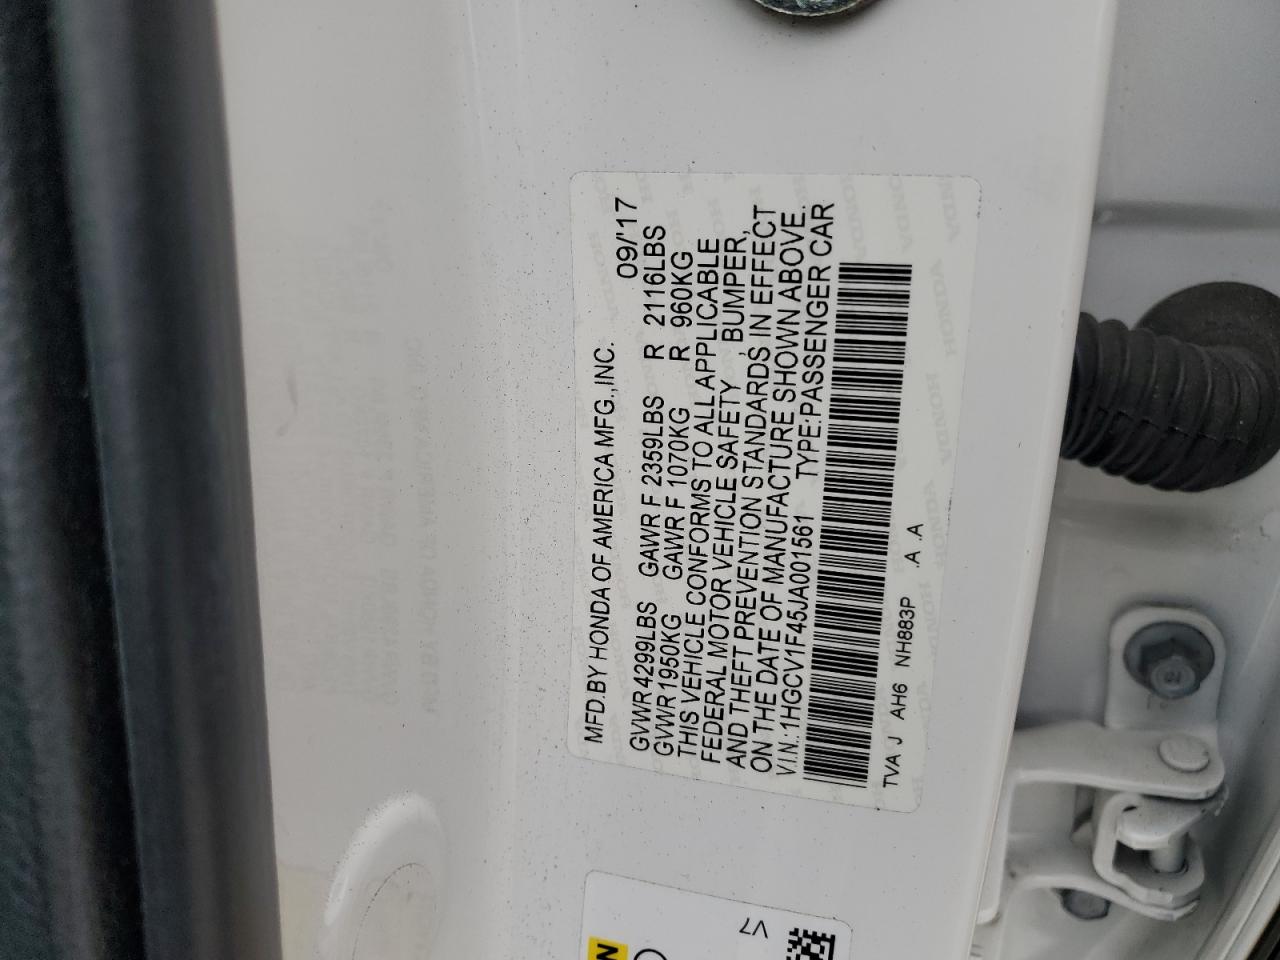 MFD.BY HONDA OF AMERICA MFG.,INC. 09/'17
GVWR 4299LBS GAWR F 2359LBS R 2116LBS
GVWR 1950KG GAWR F 1070KG R 960KG
THIS VEHICLE CONFORMS TO ALL APPLICABLE
FEDERAL MOTOR VEHICLE SAFETY, BUMPER,
AND THEFT PREVENTION STANDARDS, IN EFFECT
ON THE DATE OF MANUFACTURE SHOWN ABOVE.
V.I.N.:1HGCV1F45JA001561 TYPE:PASSENGER CAR
TVA J AH6 NH883P .A .A
HONDA
V7